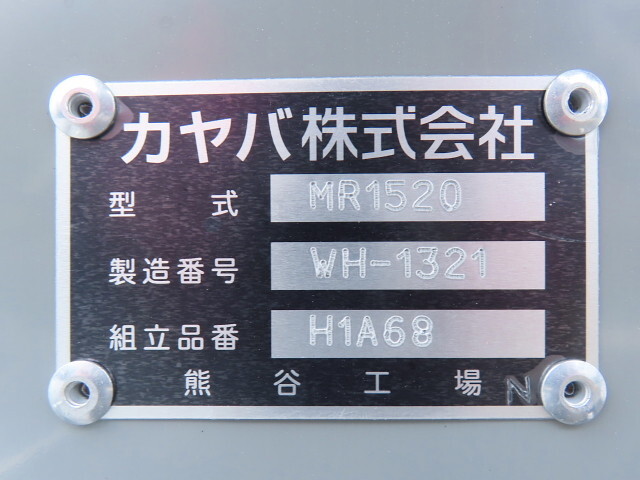 カヤバ株式会社
型 式 MR1520
製造番号 WH-1321
組立品番 H1A68
熊谷工場 N